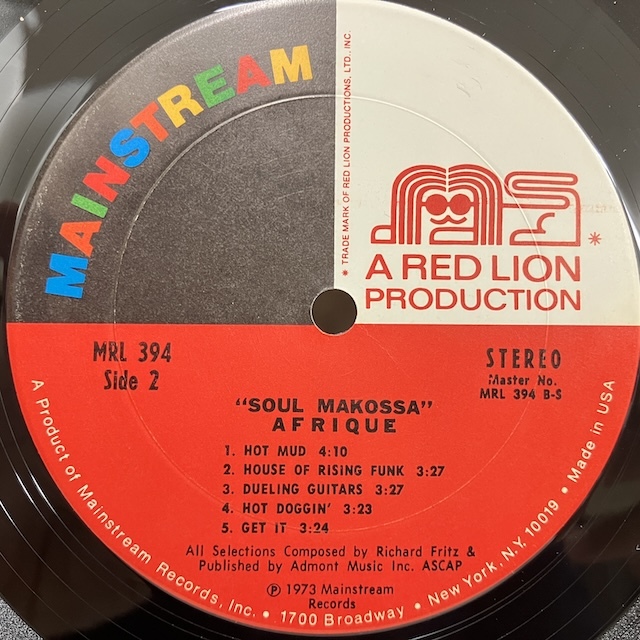 MAINSTREAM
* TRADE MARK OF RED LION PRODUCTIONS, LTD., INC.
*
A RED LION
PRODUCTION
MRL 394
Side 2
STEREO
Master No.
MRL 394 B-S
"SOUL MAKOSSA"
AFRIQUE
1. HOT MUD 4:10
2. HOUSE OF RISING FUNK 3:27
3. DUELING GUITARS 3:27
4. HOT DOGGIN' 3:23
5. GET IT 3:24
All Selections Composed by Richard Fritz &
Published by Admont Music Inc. ASCAP
℗ 1973 Mainstream
Records
A Product of Mainstream Records, Inc. • 1700 Broadway • New York, N.Y. 10019 • Made in USA